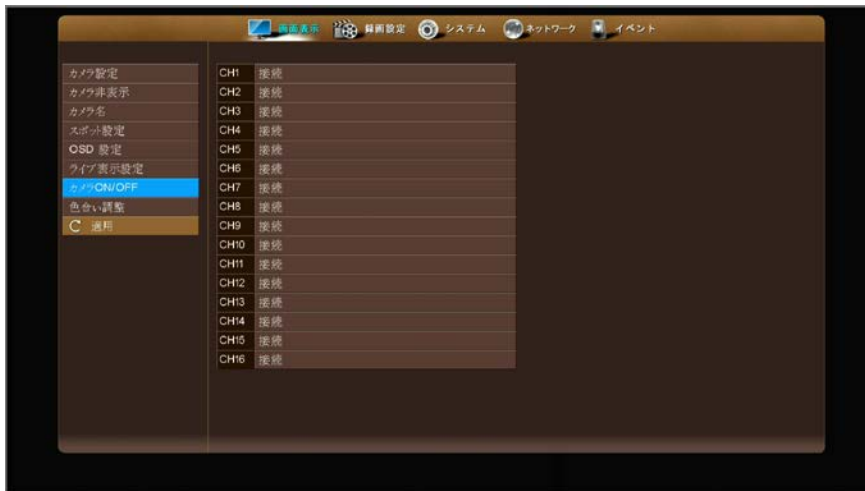 画面表示 録画設定 システム ネットワーク イベント
カメラ設定
カメラ非表示
カメラ名
スポット設定
OSD 設定
ライブ表示設定
カメラON/OFF
色合い調整
適用
CH1 接続
CH2 接続
CH3 接続
CH4 接続
CH5 接続
CH6 接続
CH7 接続
CH8 接続
CH9 接続
CH10 接続
CH11 接続
CH12 接続
CH13 接続
CH14 接続
CH15 接続
CH16 接続